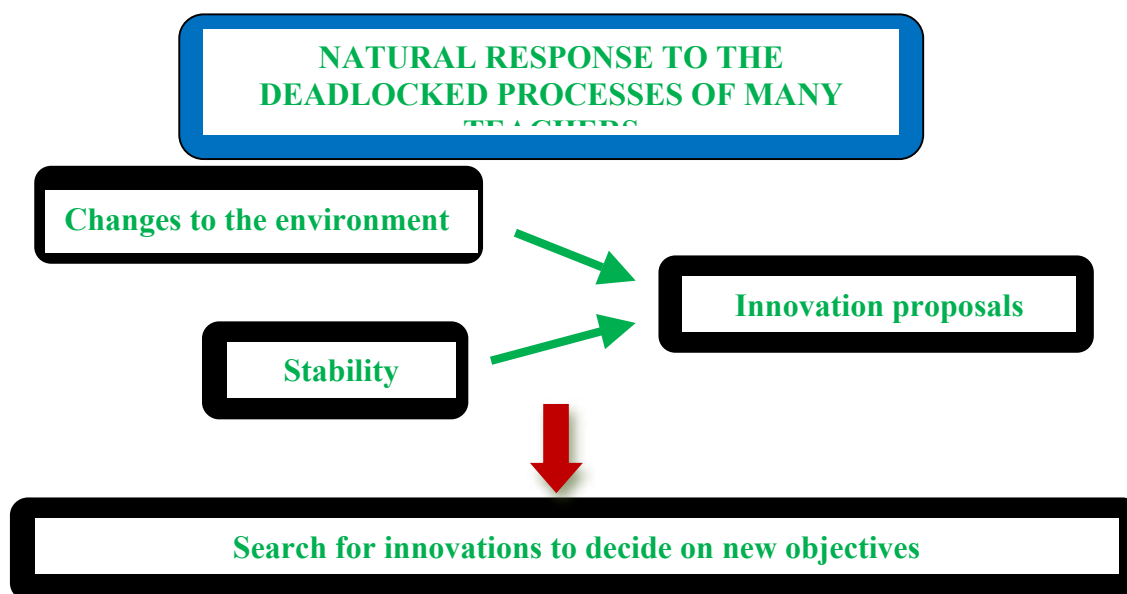 NATURAL RESPONSE TO THE
DEADLOCKED PROCESSES OF MANY
TEACHERS
Changes to the environment
Innovation proposals
Stability
Search for innovations to decide on new objectives